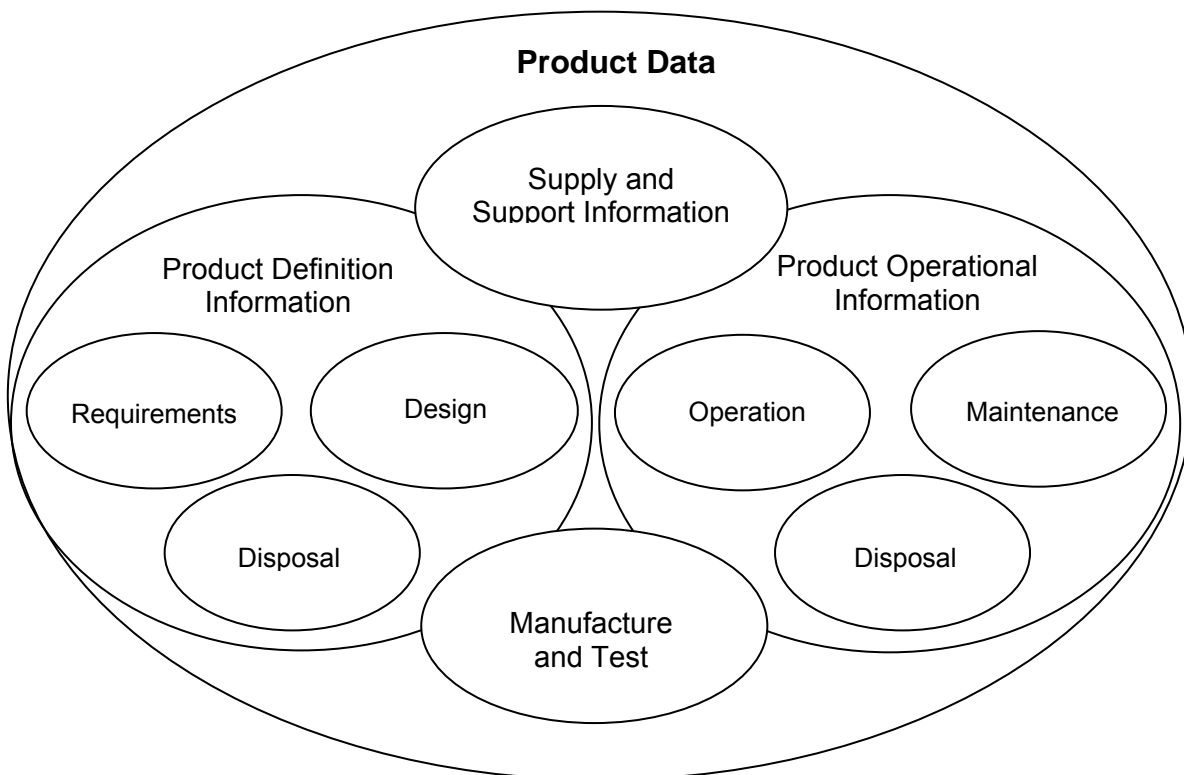 Product Data
Supply and
Support Information
Product Definition
Information
Product Operational
Information
Requirements
Design
Operation
Maintenance
Disposal
Disposal
Manufacture
and Test